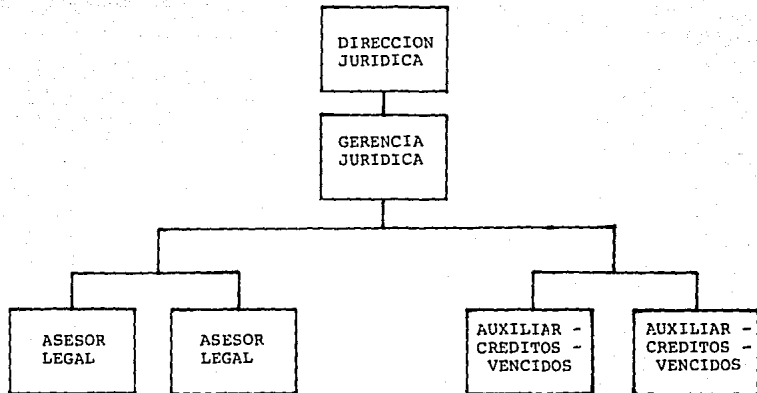 DIRECCION
JURIDICA
GERENCIA
JURIDICA
ASESOR
LEGAL
ASESOR
LEGAL
AUXILIAR -
CREDITOS -
VENCIDOS
AUXILIAR -
CREDITOS -
VENCIDOS